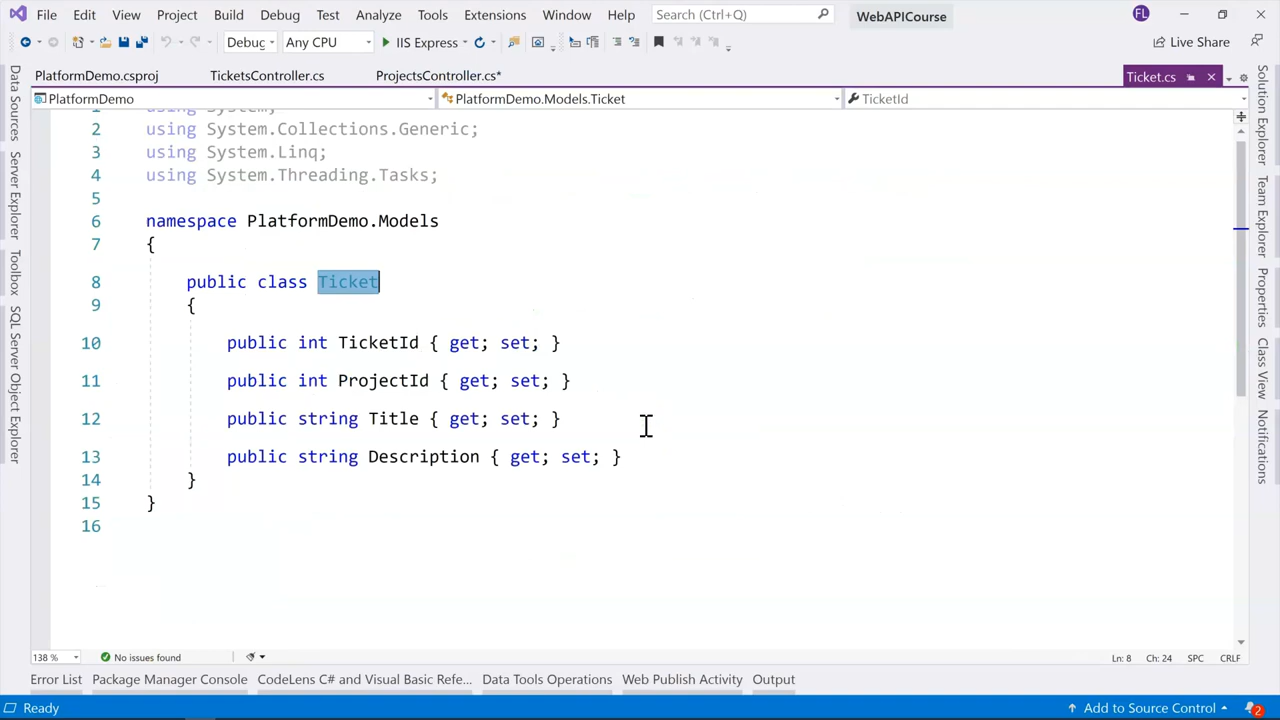 File Edit View Project Build Debug Test Analyze Tools Extensions Window Help Search (Ctrl+Q) WebAPICourse FL
Debug Any CPU IIS Express Live Share
PlatformDemo.csproj TicketsController.cs ProjectsController.cs* Ticket.cs
PlatformDemo PlatformDemo.Models.Ticket TicketId
1 using System;
2 using System.Collections.Generic;
3 using System.Linq;
4 using System.Threading.Tasks;
5
6 namespace PlatformDemo.Models
7 {
8 public class Ticket
9 {
10 public int TicketId { get; set; }
11 public int ProjectId { get; set; }
12 public string Title { get; set; }
13 public string Description { get; set; }
14 }
15 }
16
Data Sources
Server Explorer
Toolbox
SQL Server Object Explorer
Solution Explorer
Team Explorer
Properties
Class View
Notifications
138 % No issues found Ln: 8 Ch: 24 SPC CRLF
Error List Package Manager Console CodeLens C# and Visual Basic Refe... Data Tools Operations Web Publish Activity Output
Ready Add to Source Control 2